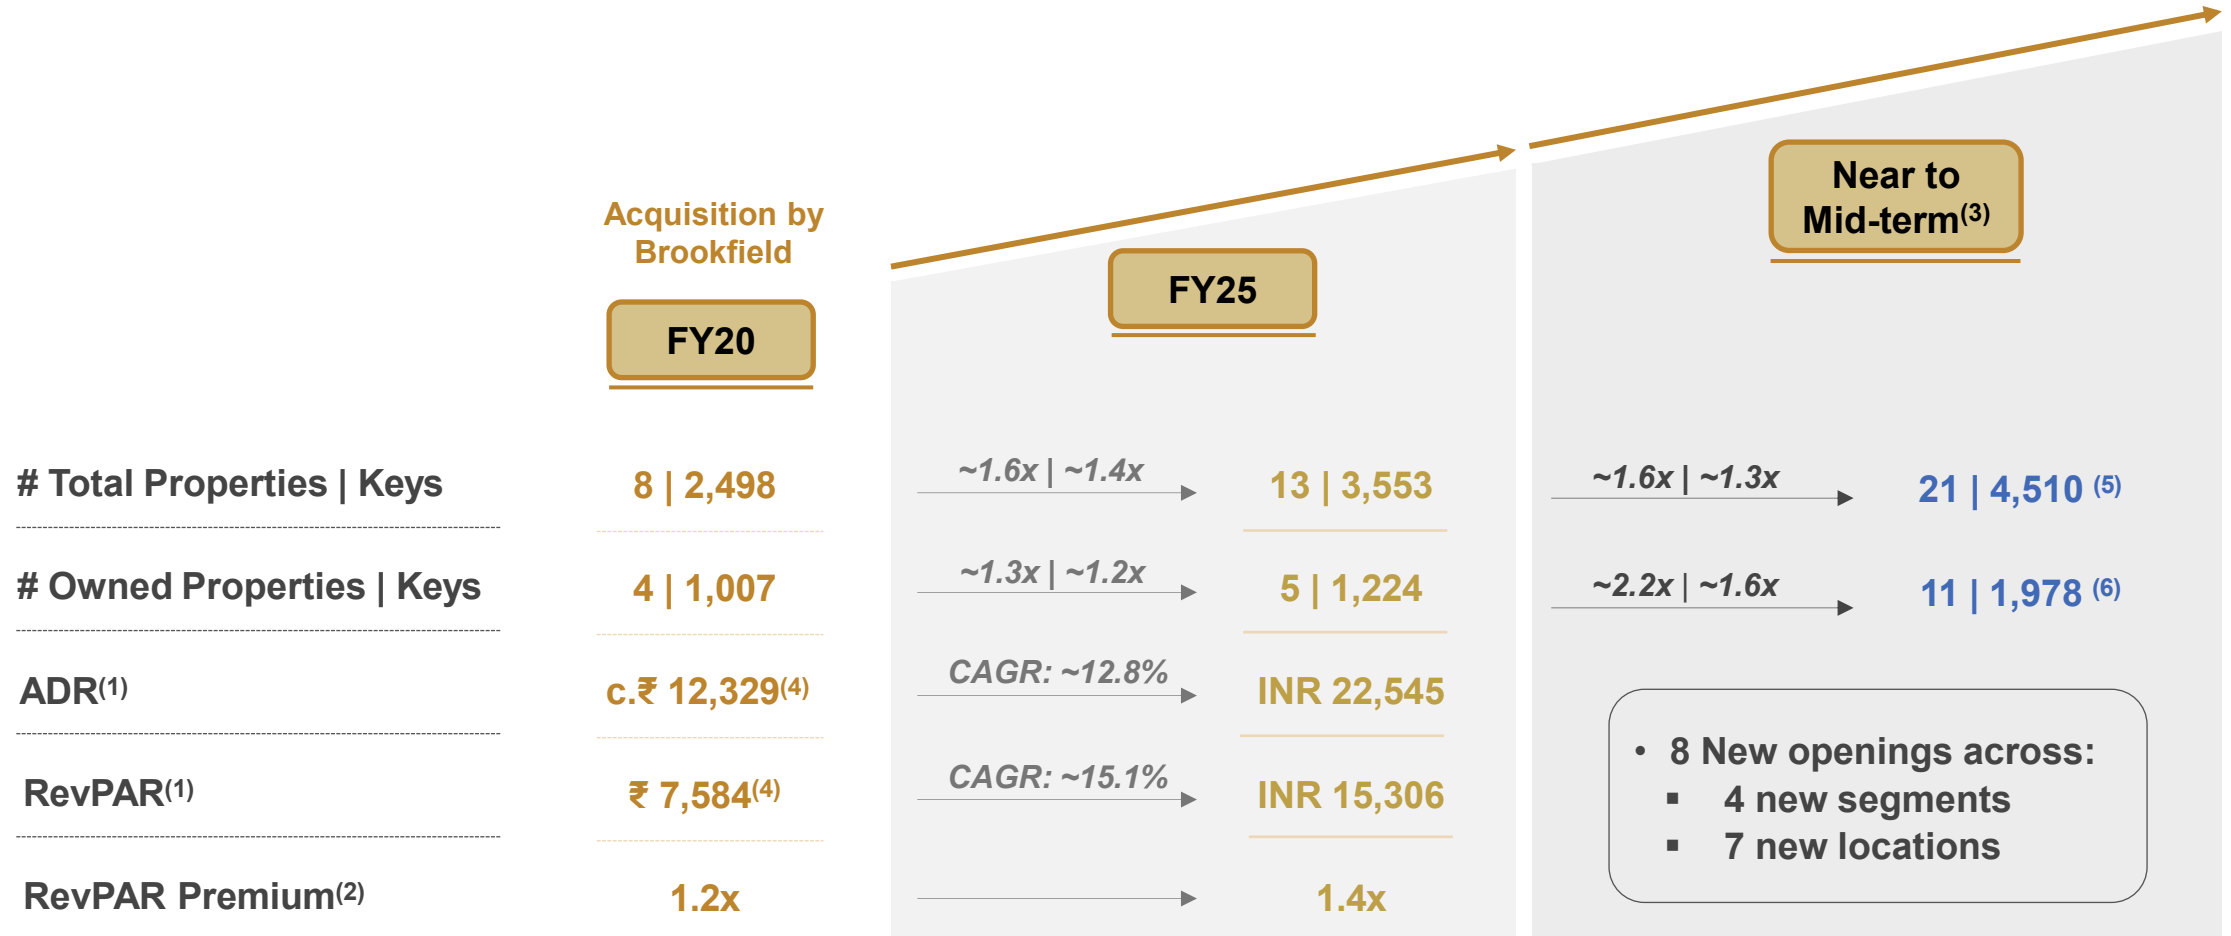 Near to
Mid-term(3)
Acquisition by
Brookfield
FY25
FY20
# Total Properties | Keys
8 | 2,498
~1.6x | ~1.4x
13 | 3,553
~1.6x | ~1.3x
21 | 4,510 (5)
# Owned Properties | Keys
4 | 1,007
~1.3x | ~1.2x
5 | 1,224
~2.2x | ~1.6x
11 | 1,978 (6)
ADR(1)
c.₹ 12,329(4)
CAGR: ~12.8%
INR 22,545
RevPAR(1)
₹ 7,584(4)
CAGR: ~15.1%
INR 15,306
• 8 New openings across:
▪ 4 new segments
▪ 7 new locations
RevPAR Premium(2)
1.2x
1.4x